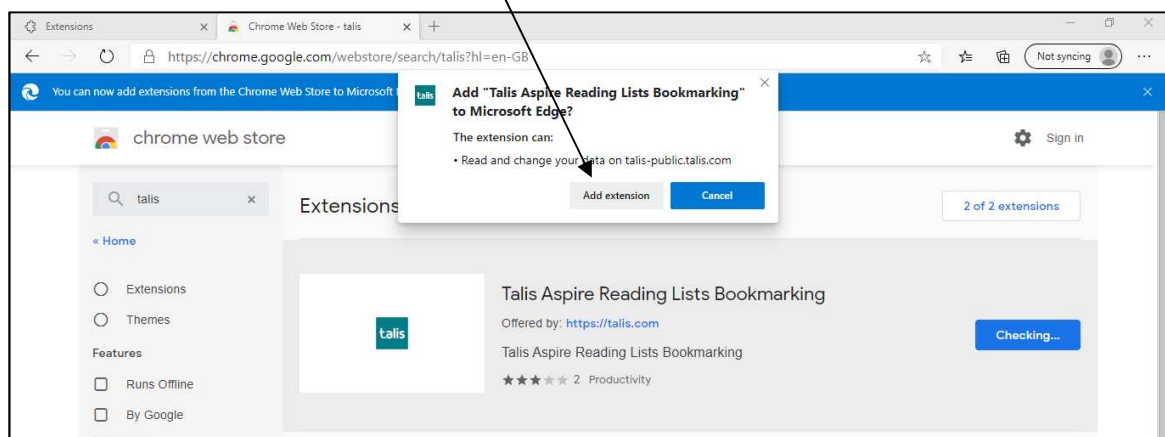 Extensions
Chrome Web Store - talis
https://chrome.google.com/webstore/search/talis?hl=en-GB
Not syncing
You can now add extensions from the Chrome Web Store to Microsoft
talis
Add "Talis Aspire Reading Lists Bookmarking"
to Microsoft Edge?
The extension can:
• Read and change your data on talis-public.talis.com
Add extension
Cancel
chrome web store
Sign in
talis
Extensions
2 of 2 extensions
« Home
Extensions
Themes
Features
Runs Offline
By Google
talis
Talis Aspire Reading Lists Bookmarking
Offered by: https://talis.com
Talis Aspire Reading Lists Bookmarking
2 Productivity
Checking...